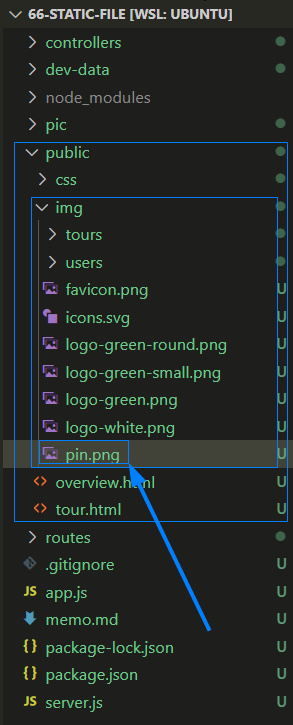 66-STATIC-FILE [WSL: UBUNTU]
controllers
dev-data
node_modules
pic
public
css
img
tours
users
favicon.png U
icons.svg U
logo-green-round.png U
logo-green-small.png U
logo-green.png U
logo-white.png U
pin.png U
overview.html U
tour.html U
routes
.gitignore U
JS app.js U
memo.md U
{} package-lock.json U
{} package.json U
JS server.js U